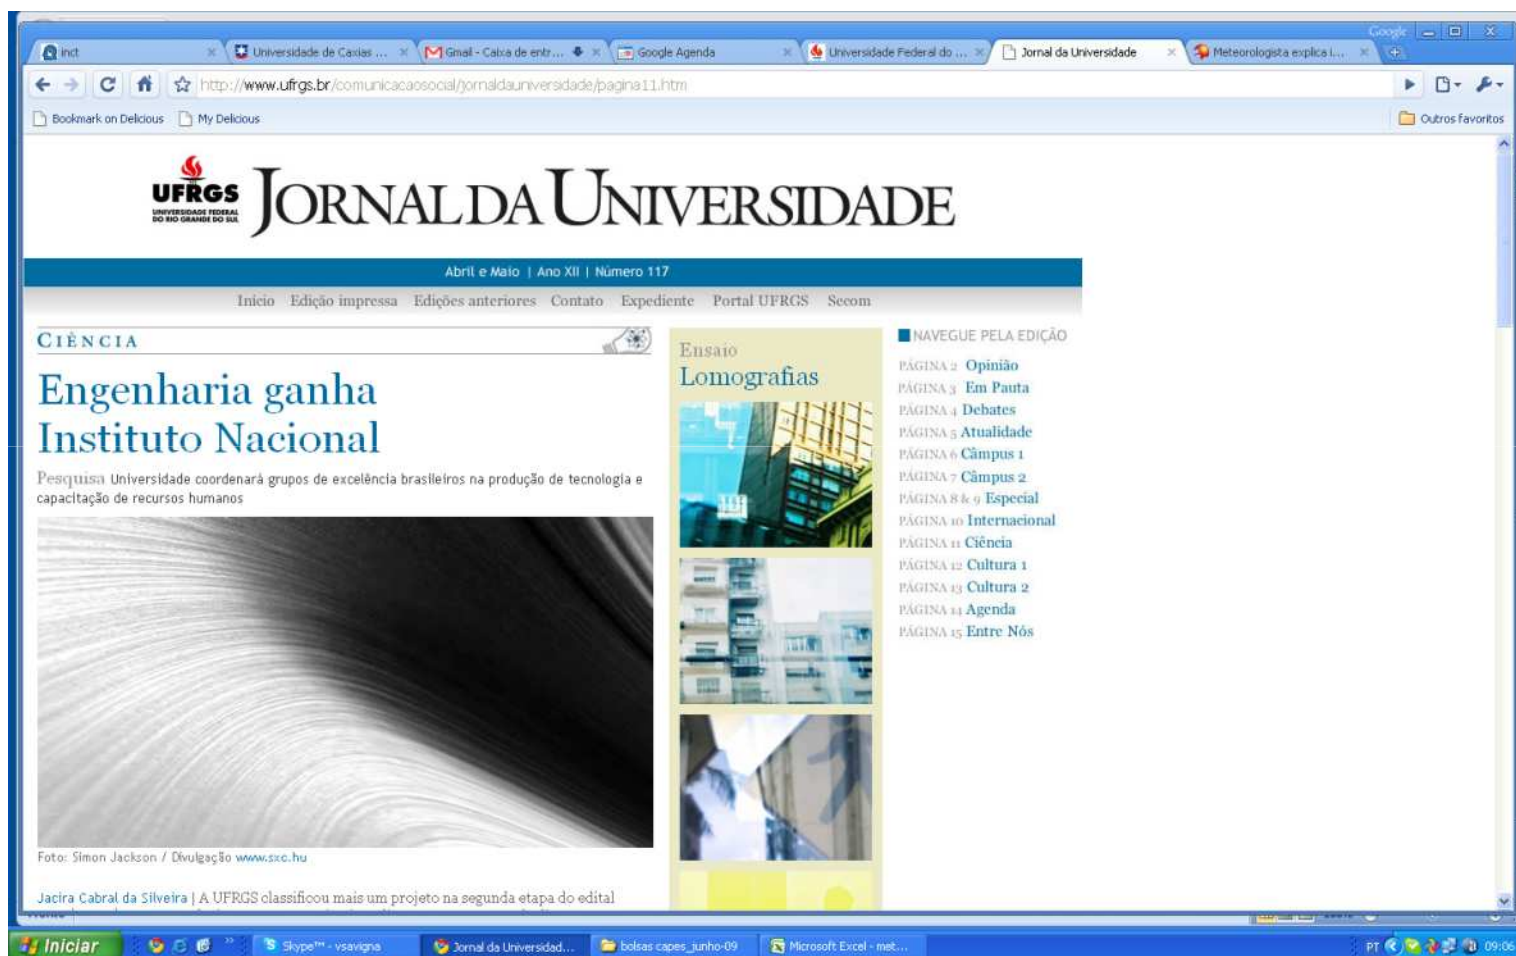 Google
inct
Universidade de Caxias ...
Gmail - Caixa de entr...
Google Agenda
Universidade Federal do ...
Jornal da Universidade
Meteorologista explica i...
http://www.ufrgs.br/comunicacaosocial/jornaldauniversidade/pagina11.htm
Bookmark on Delicious
My Delicious
Outros favoritos
UFRGS
UNIVERSIDADE FEDERAL
DO RIO GRANDE DO SUL
JORNAL DA UNIVERSIDADE
Abril e Maio | Ano XII | Número 117
Início Edição impressa Edições anteriores Contato Expediente Portal UFRGS Secom
CIÊNCIA
Engenharia ganha
Instituto Nacional
Pesquisa Universidade coordenará grupos de excelência brasileiros na produção de tecnologia e
capacitação de recursos humanos
Foto: Simon Jackson / Divulgação www.sxc.hu
Jacira Cabral da Silveira | A UFRGS classificou mais um projeto na segunda etapa do edital
Ensaio
Lomografias
NAVEGUE PELA EDIÇÃO
PÁGINA 2 Opinião
PÁGINA 3 Em Pauta
PÁGINA 4 Debates
PÁGINA 5 Atualidade
PÁGINA 6 Câmpus 1
PÁGINA 7 Câmpus 2
PÁGINA 8 & 9 Especial
PÁGINA 10 Internacional
PÁGINA 11 Ciência
PÁGINA 12 Cultura 1
PÁGINA 13 Cultura 2
PÁGINA 14 Agenda
PÁGINA 15 Entre Nós
Iniciar
Skype™ - vsavigna
Jornal da Universidad...
bolsas capes_junho-09
Microsoft Excel - met...
PT
09:06